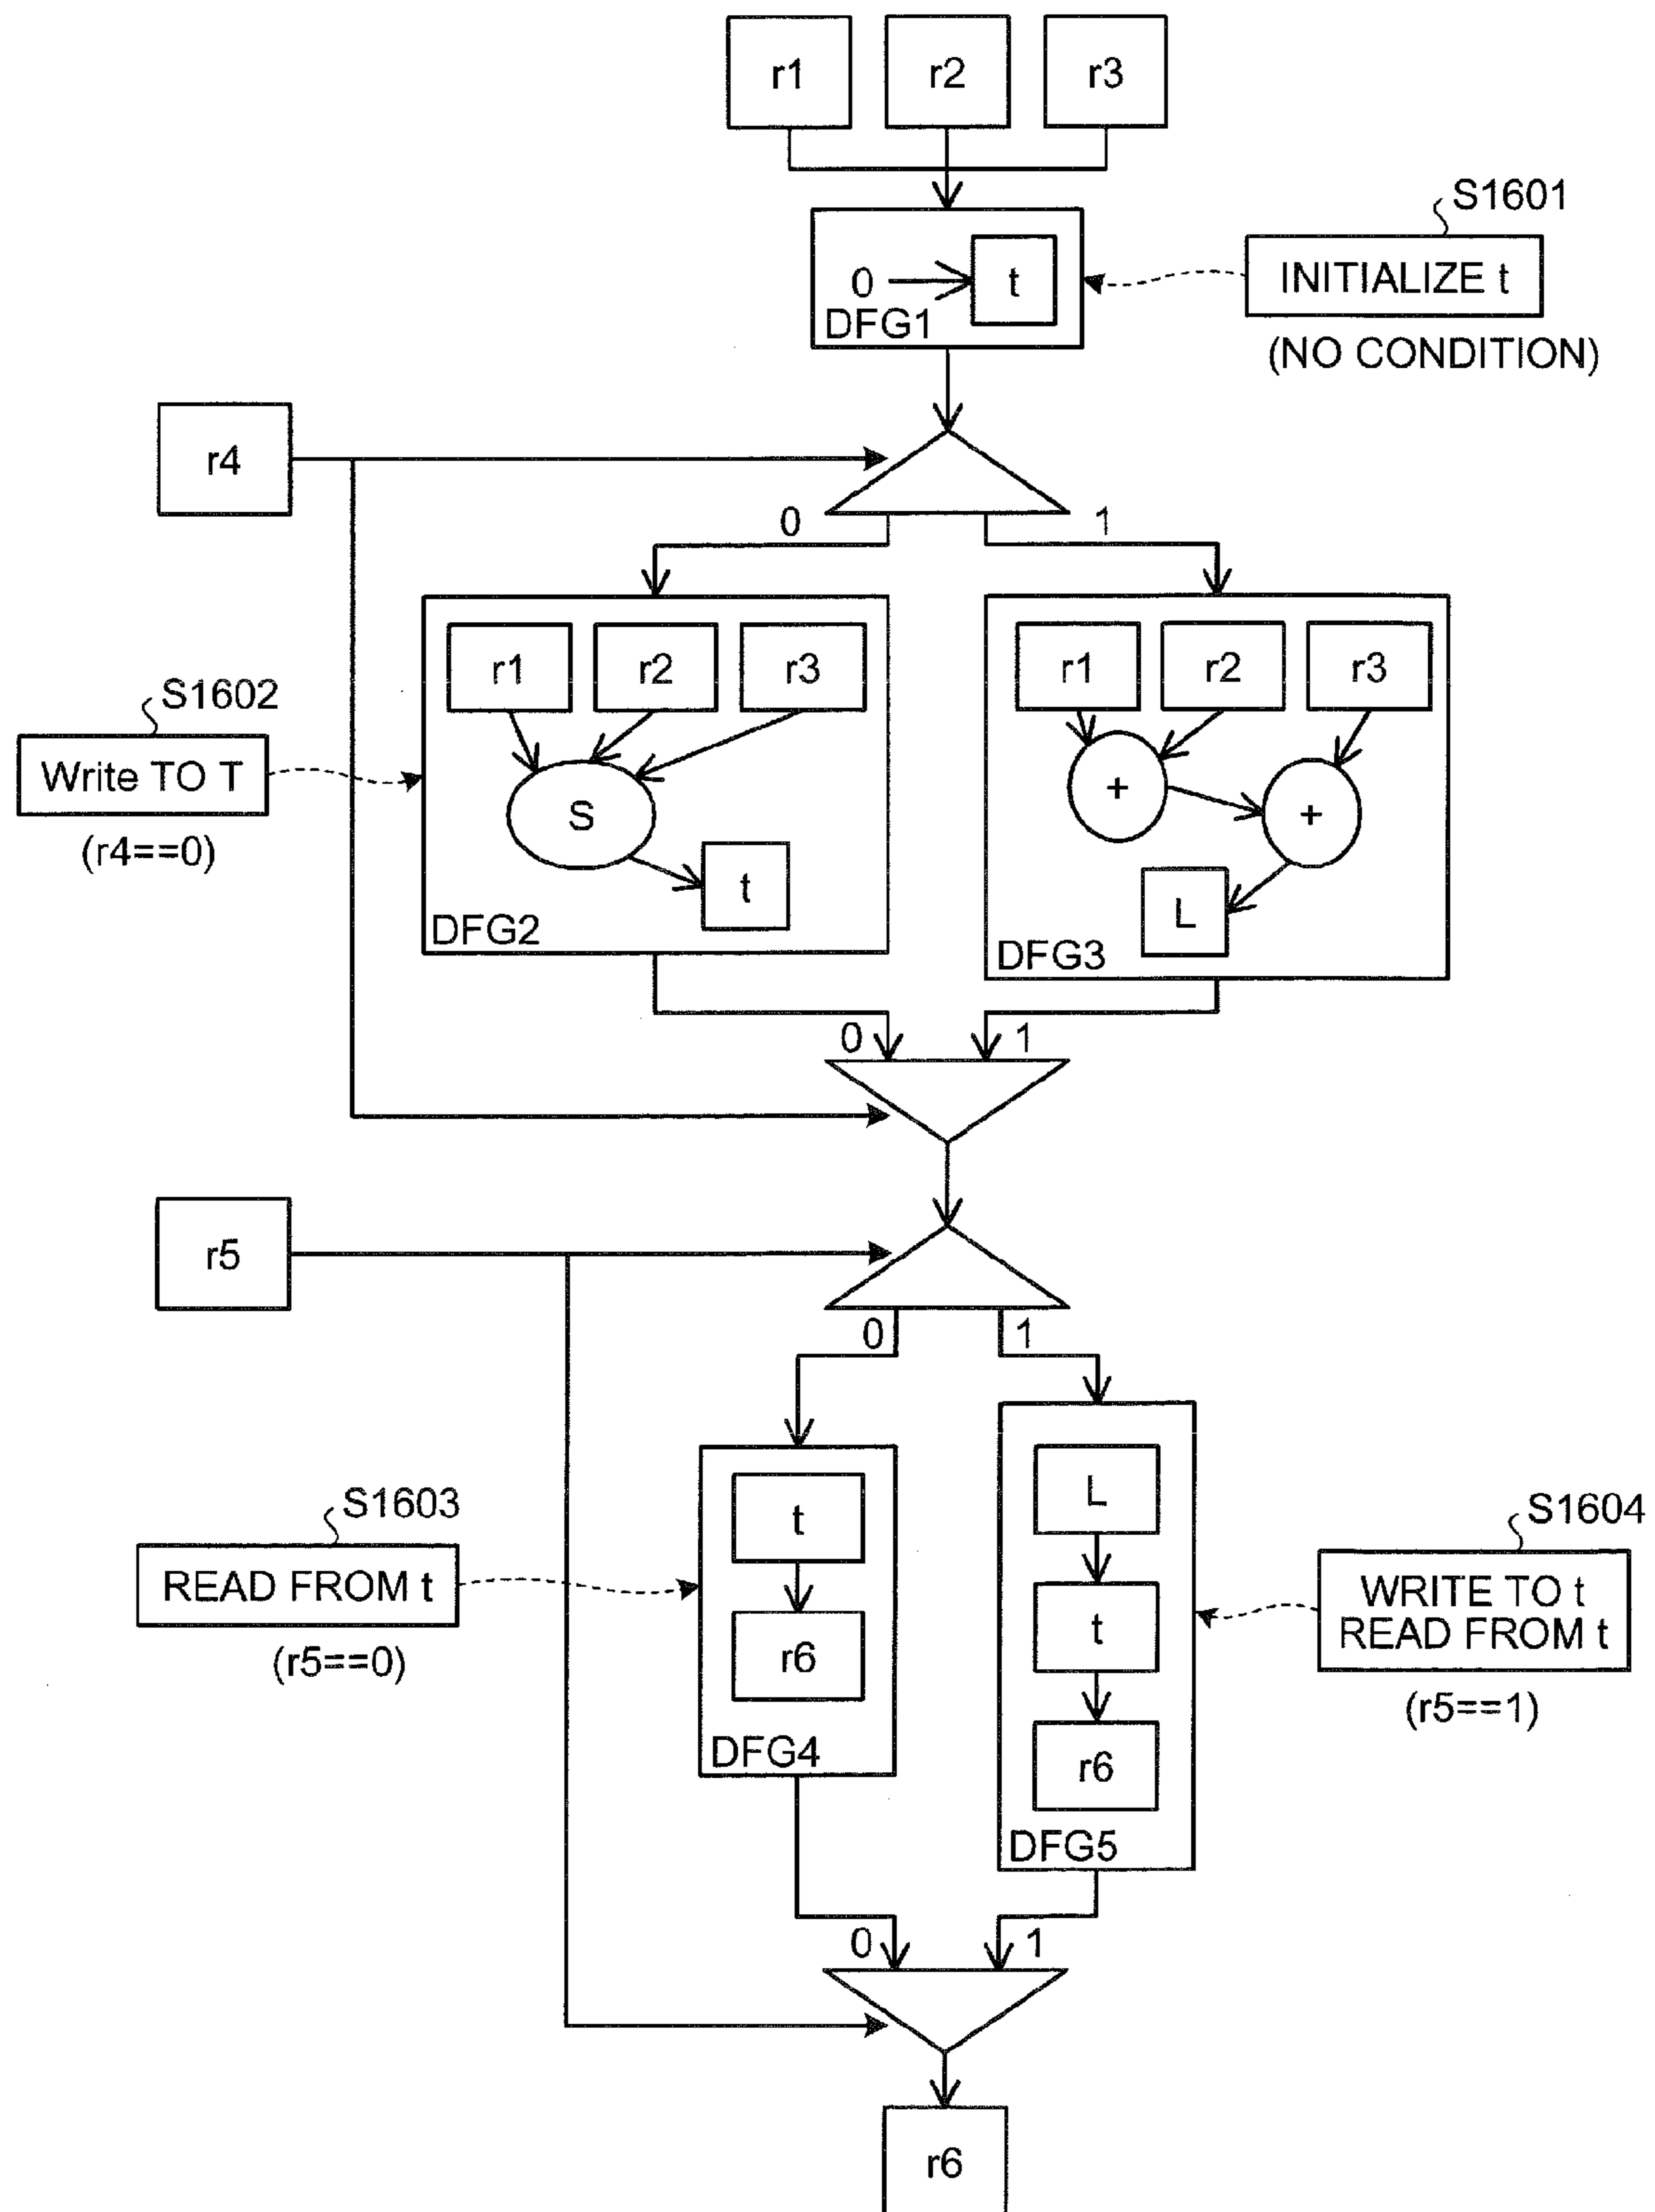 r1 r2 r3
S1601
0 t
INITIALIZE t
DFG1
(NO CONDITION)
r4
0 1
r1 r2 r3
r1 r2 r3
S1602
Write TO T
(r4==0)
S
+ +
t
L
DFG2
DFG3
0 1
r5
0 1
L
t
S1603
S1604
READ FROM t
WRITE TO t
READ FROM t
t
r6
(r5==0)
(r5==1)
DFG4
r6
DFG5
0 1
r6